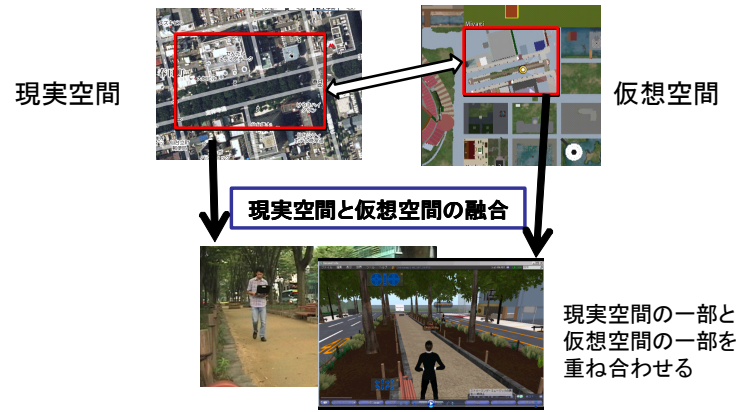 Miyagi
現実空間
仮想空間
現実空間と仮想空間の融合
現実空間の一部と
仮想空間の一部を
重ね合わせる